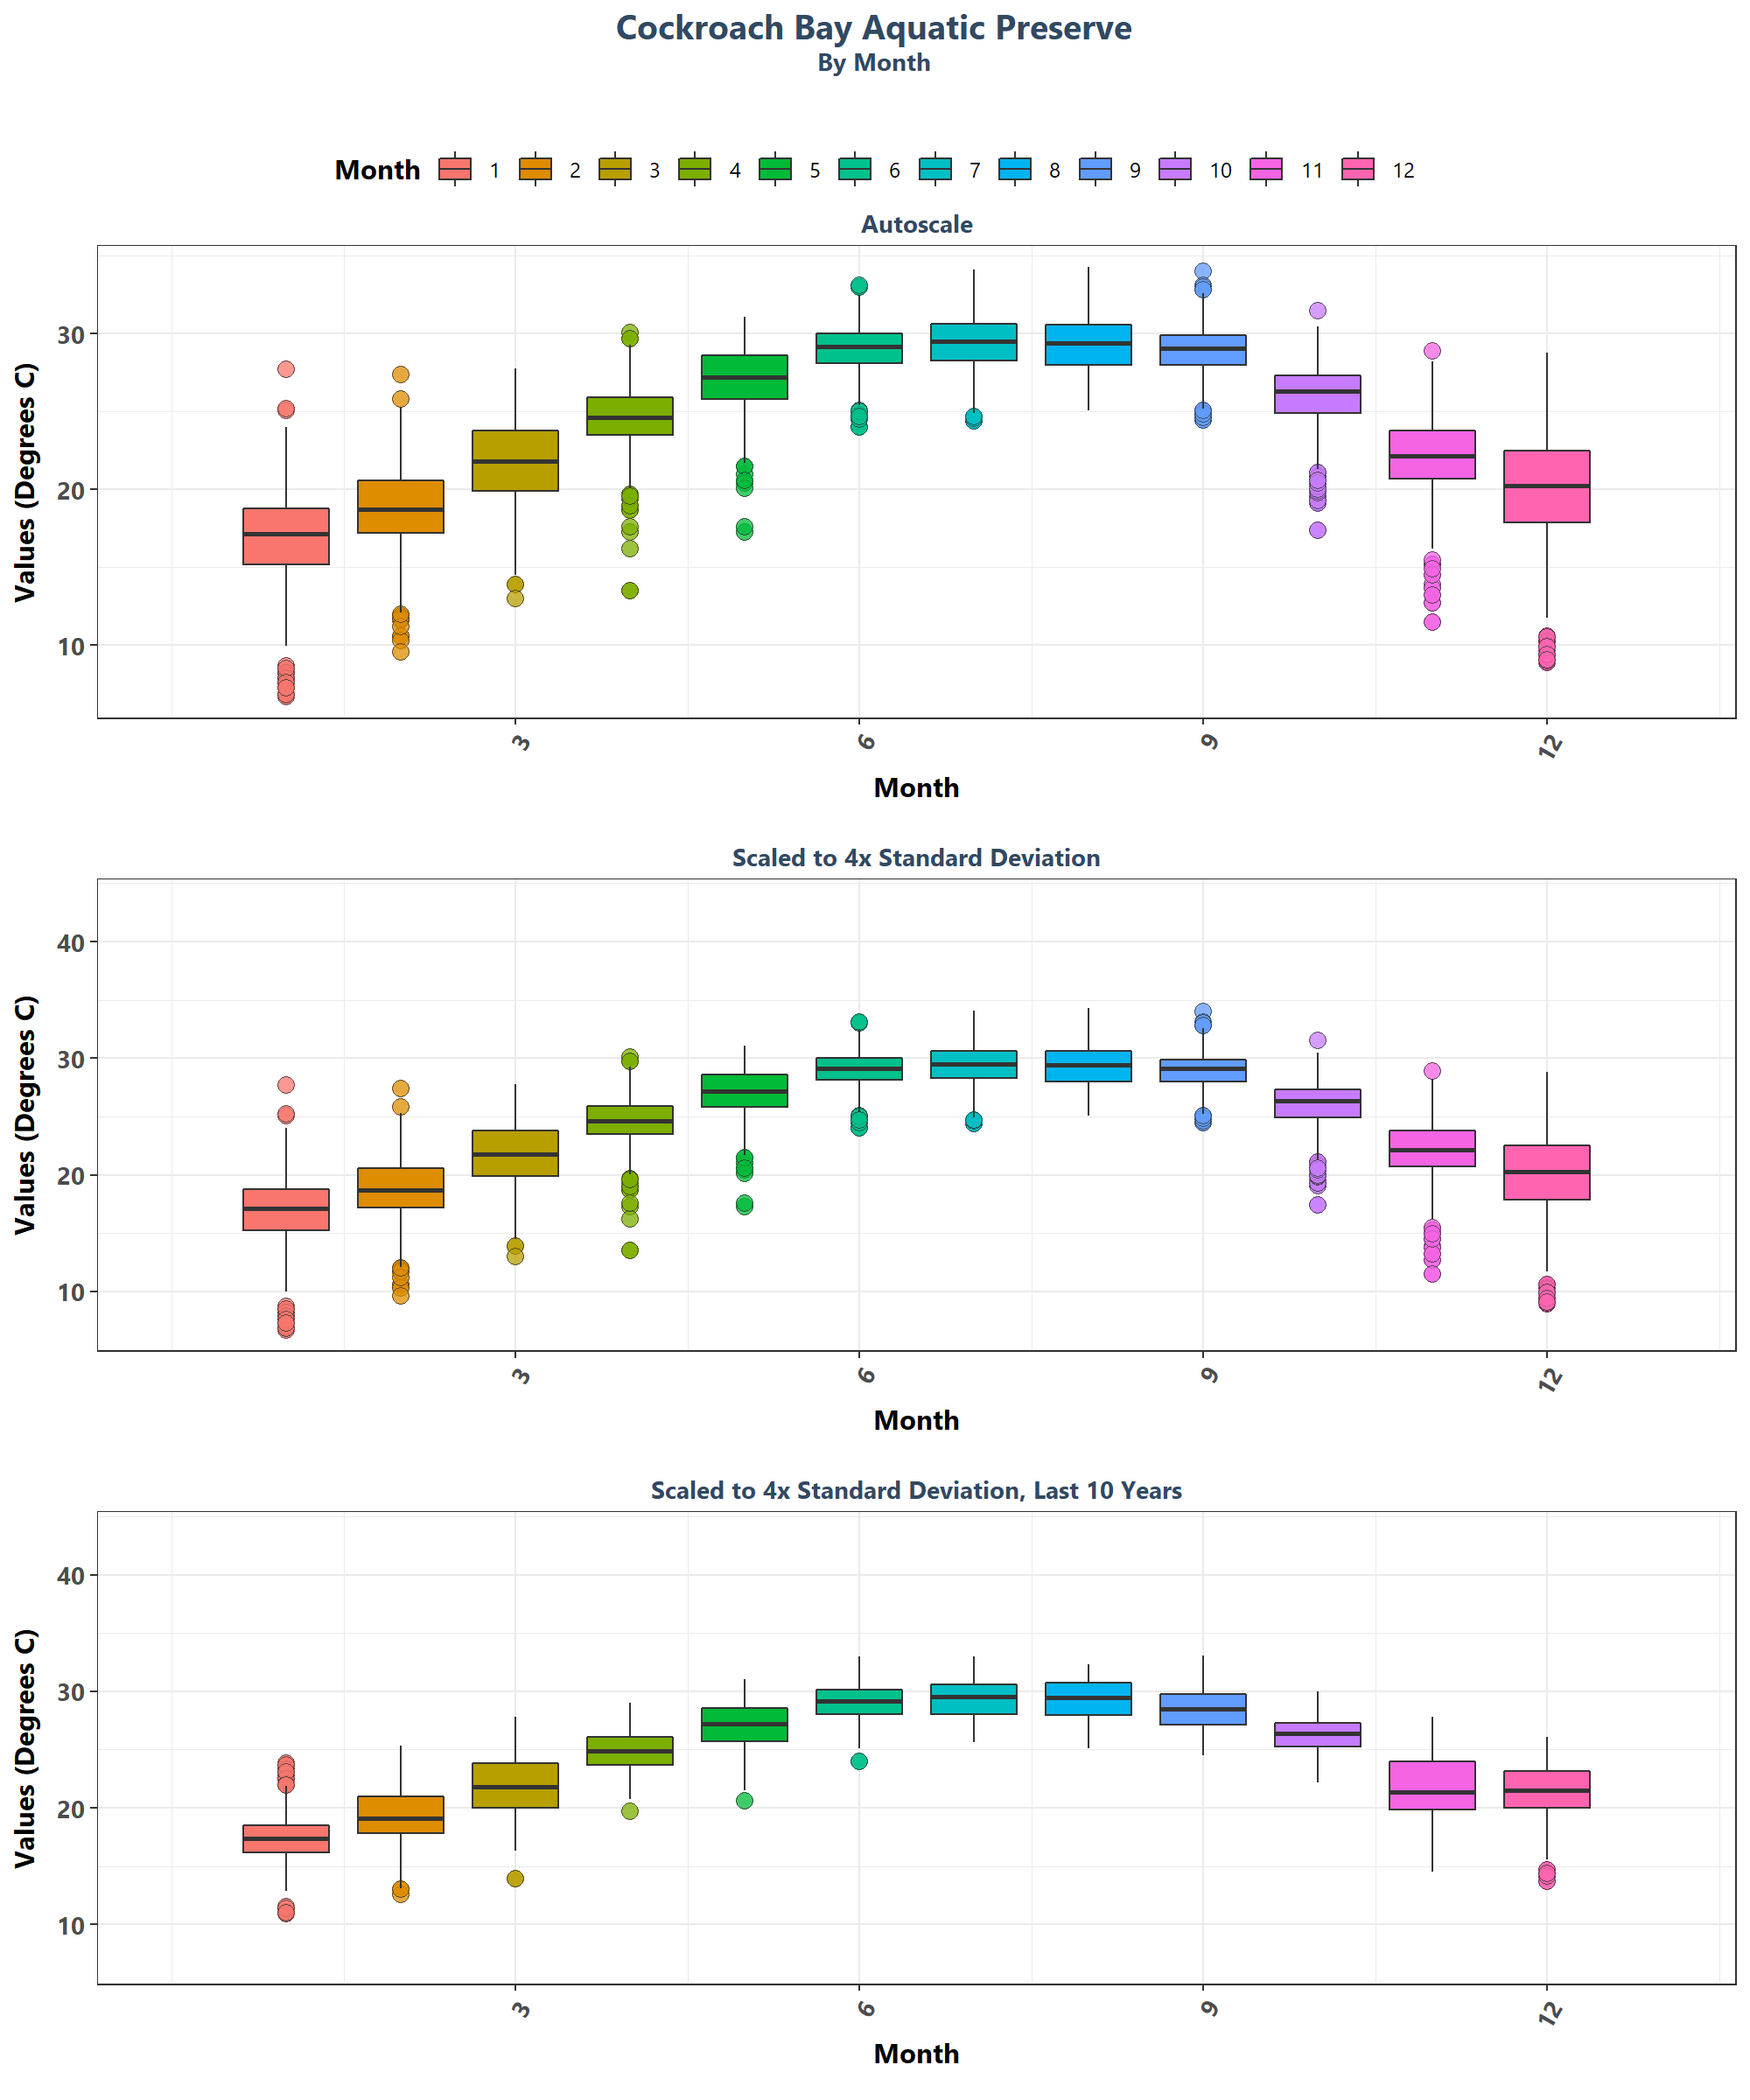 Cockroach Bay Aquatic Preserve
By Month
Month 1 2 3 4 5 6 7 8 9 10 11 12
Autoscale
Values (Degrees C)
30
20
10
3 6 9 12
Month
Scaled to 4x Standard Deviation
Values (Degrees C)
40
30
20
10
3 6 9 12
Month
Scaled to 4x Standard Deviation, Last 10 Years
Values (Degrees C)
40
30
20
10
3 6 9 12
Month